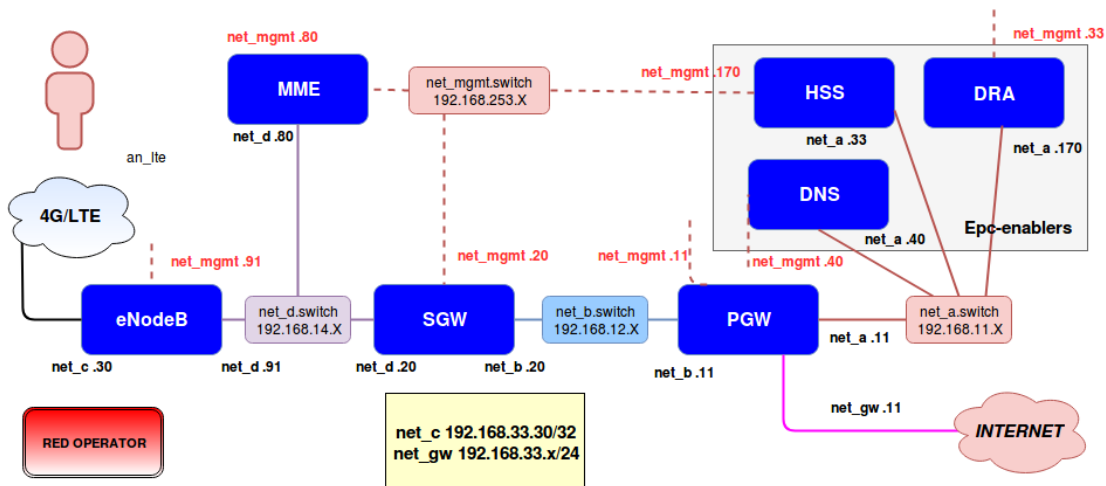 net_mgmt .80
net_mgmt .33
MME
net_mgmt.switch
192.168.253.X
net_mgmt .170
HSS
DRA
net_d .80
net_a .33
net_a .170
an_lte
DNS
4G/LTE
net_a .40
Epc-enablers
net_mgmt .91
net_mgmt .20
net_mgmt .11
net_mgmt .40
eNodeB
net_d.switch
192.168.14.X
SGW
net_b.switch
192.168.12.X
PGW
net_a.switch
192.168.11.X
net_a .11
net_c .30
net_d .91
net_d .20
net_b .20
net_b .11
net_gw .11
RED OPERATOR
net_c 192.168.33.30/32
net_gw 192.168.33.x/24
INTERNET